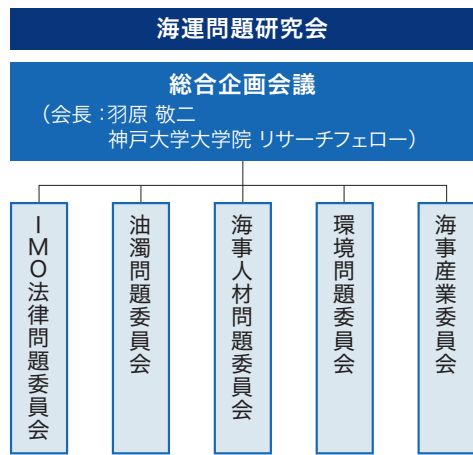 海運問題研究会
総合企画会議
（会長：羽原 敬二
神戸大学大学院 リサーチフェロー）
IMO法律問題委員会
油濁問題委員会
海事人材問題委員会
環境問題委員会
海事産業委員会